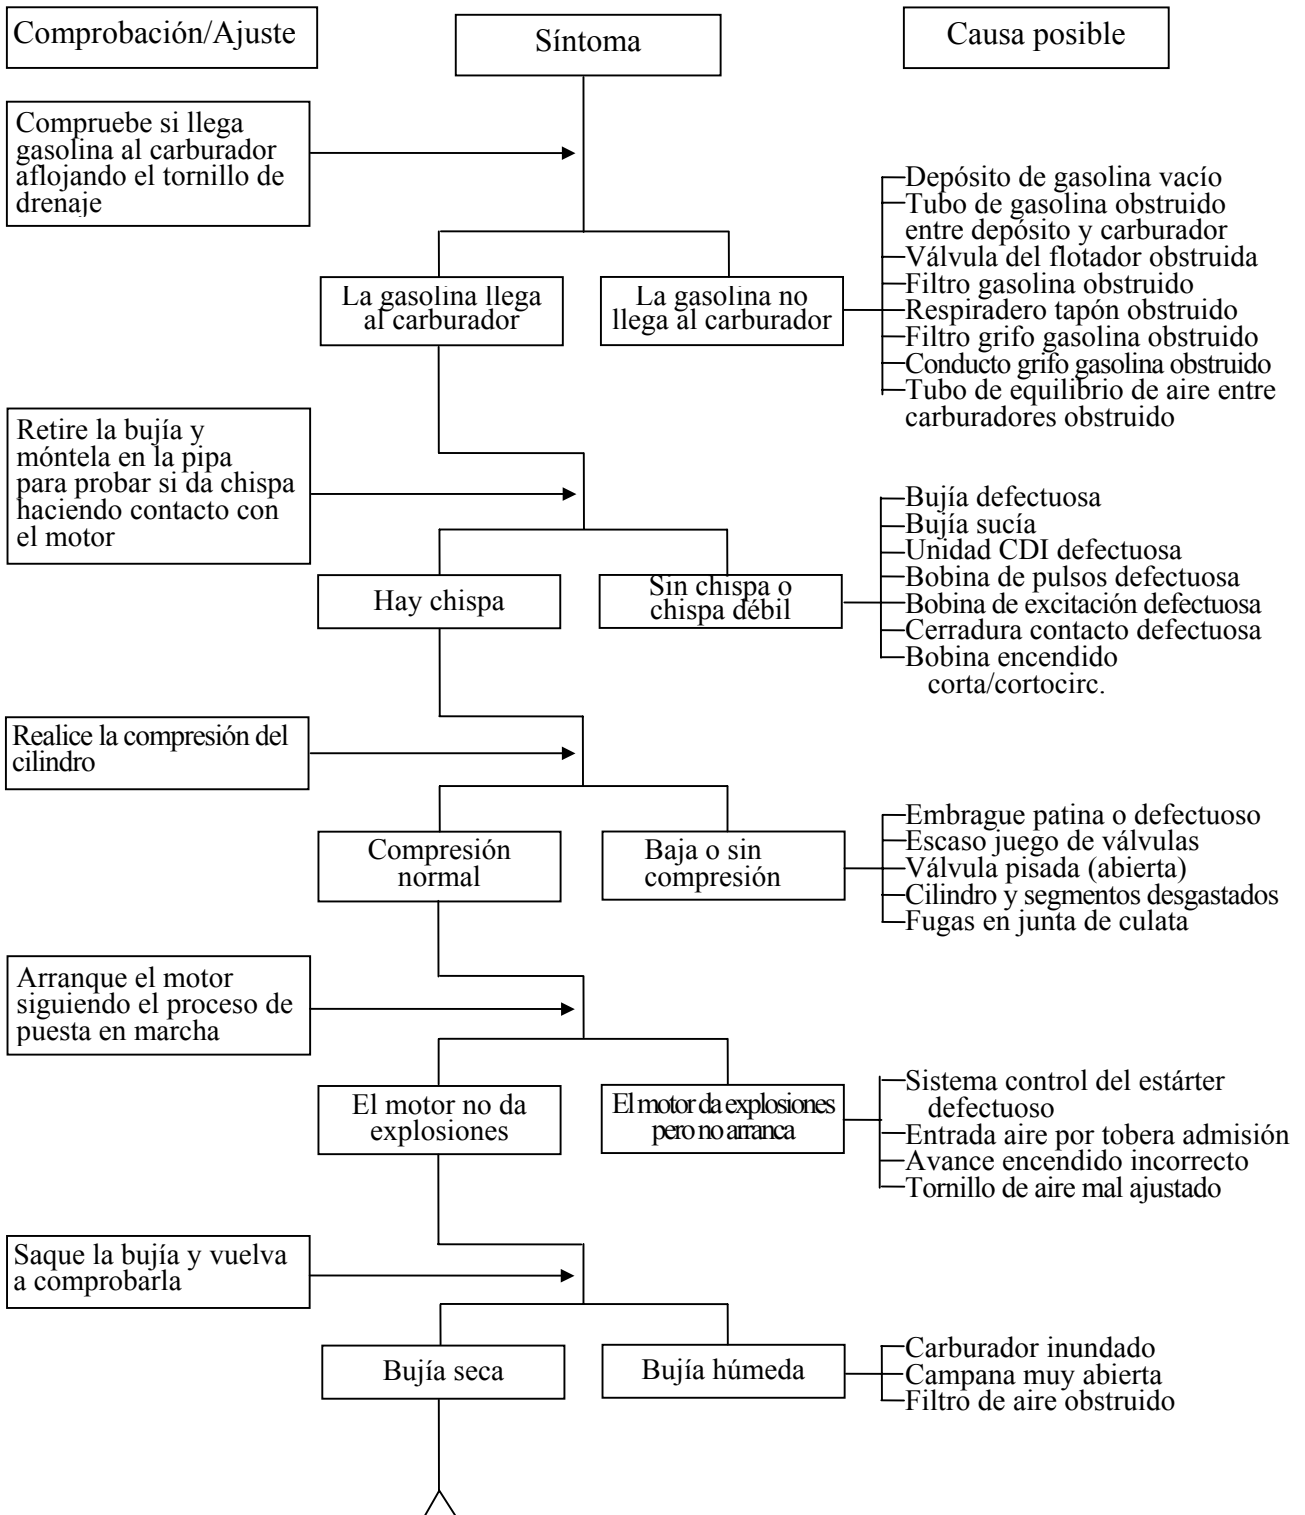 Comprobación/Ajuste
Síntoma
Causa posible
Compruebe si llega
gasolina al carburador
aflojando el tornillo de
drenaje
Depósito de gasolina vacío
Tubo de gasolina obstruido
entre depósito y carburador
Válvula del flotador obstruida
Filtro gasolina obstruido
Respiradero tapón obstruido
Filtro grifo gasolina obstruido
Conducto grifo gasolina obstruido
Tubo de equilibrio de aire entre
carburadores obstruido
La gasolina llega
al carburador
La gasolina no
llega al carburador
Retire la bujía y
móntela en la pipa
para probar si da chispa
haciendo contacto con
el motor
Bujía defectuosa
Bujía sucía
Unidad CDI defectuosa
Bobina de pulsos defectuosa
Bobina de excitación defectuosa
Cerradura contacto defectuosa
Bobina encendido
corta/cortocirc.
Hay chispa
Sin chispa o
chispa débil
Realice la compresión del
cilindro
Compresión
normal
Baja o sin
compresión
Embrague patina o defectuoso
Escaso juego de válvulas
Válvula pisada (abierta)
Cilindro y segmentos desgastados
Fugas en junta de culata
Arranque el motor
siguiendo el proceso de
puesta en marcha
El motor no da
explosiones
El motor da explosiones
pero no arranca
Sistema control del estárter
defectuoso
Entrada aire por tobera admisión
Avance encendido incorrecto
Tornillo de aire mal ajustado
Saque la bujía y vuelva
a comprobarla
Bujía seca
Bujía húmeda
Carburador inundado
Campana muy abierta
Filtro de aire obstruido